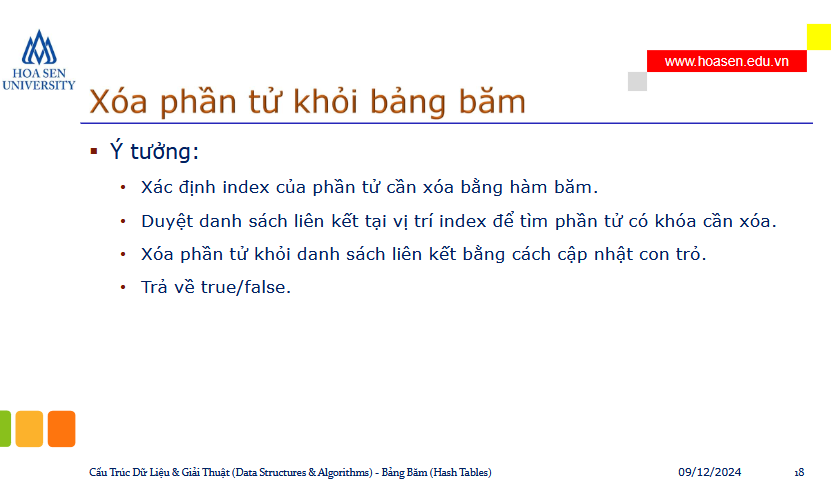 www.hoasen.edu.vn
HOA SEN
UNIVERSITY
Xóa phần tử khỏi bảng băm
Ý tưởng:
Xác định index của phần tử cần xóa bằng hàm băm.
Duyệt danh sách liên kết tại vị trí index để tìm phần tử có khóa cần xóa.
Xóa phần tử khỏi danh sách liên kết bằng cách cập nhật con trỏ.
Trả về true/false.
Cấu Trúc Dữ Liệu & Giải Thuật (Data Structures & Algorithms) - Bảng Băm (Hash Tables) 09/12/2024 18